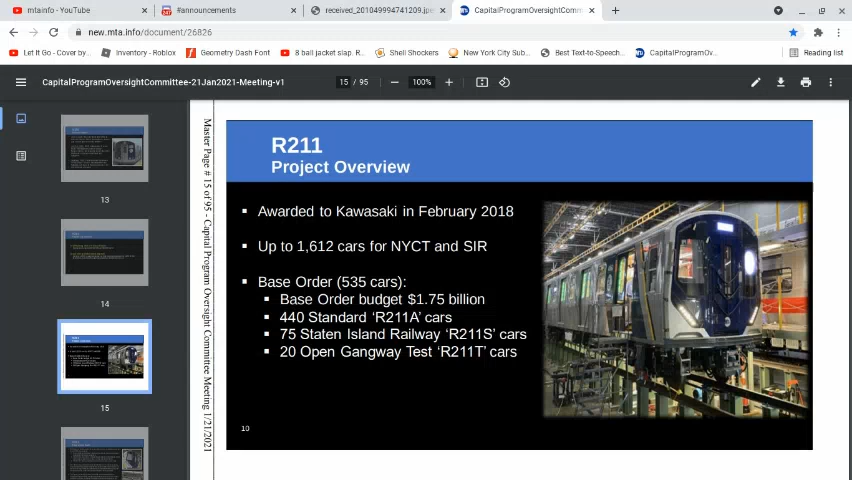 mtainfo - YouTube
#announcements
received_201049994741209.jpe
CapitalProgramOversightComm
new.mta.info/document/26826
Let It Go - Cover by...
Inventory - Roblox
Geometry Dash Font
8 ball jacket slap. R...
Shell Shockers
New York City Sub...
Best Text-to-Speech...
CapitalProgramOv...
Reading list
CapitalProgramOversightCommittee-21Jan2021-Meeting-v1
15 / 95
100%
13
14
15
Master Page # 15 of 95 - Capital Program Oversight Committee Meeting 1/21/2021
R211
Project Overview
▪ Awarded to Kawasaki in February 2018
▪ Up to 1,612 cars for NYCT and SIR
▪ Base Order (535 cars):
▪ Base Order budget $1.75 billion
▪ 440 Standard ‘R211A’ cars
▪ 75 Staten Island Railway ‘R211S’ cars
▪ 20 Open Gangway Test ‘R211T’ cars
10